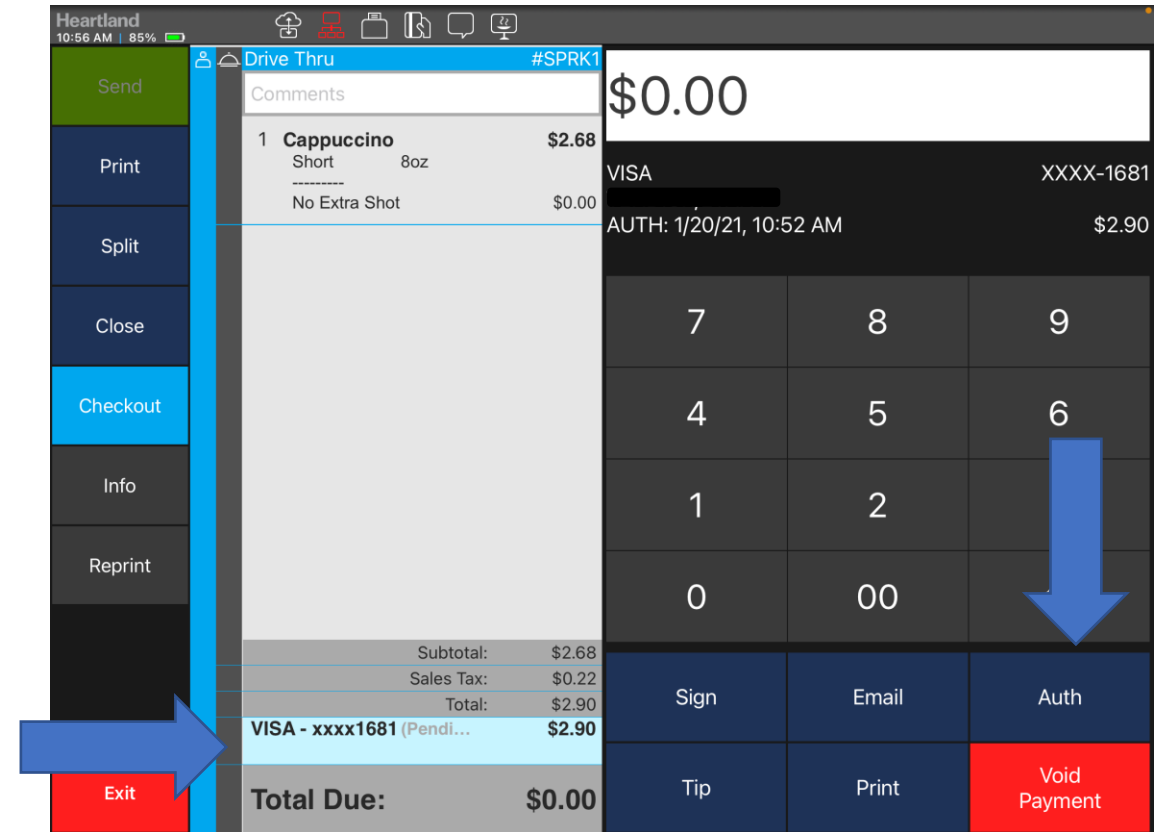 Heartland
10:56 AM | 85%
Send
Print
Split
Close
Checkout
Info
Reprint
Exit
Drive Thru #SPRK1
Comments
1 Cappuccino $2.68
Short 8oz
---------
No Extra Shot $0.00
Subtotal: $2.68
Sales Tax: $0.22
Total: $2.90
VISA - xxxx1681 (Pendi... $2.90
Total Due: $0.00
$0.00
VISA XXXX-1681
AUTH: 1/20/21, 10:52 AM $2.90
7 8 9
4 5 6
1 2
0 00
Sign Email Auth
Tip Print Void
Payment